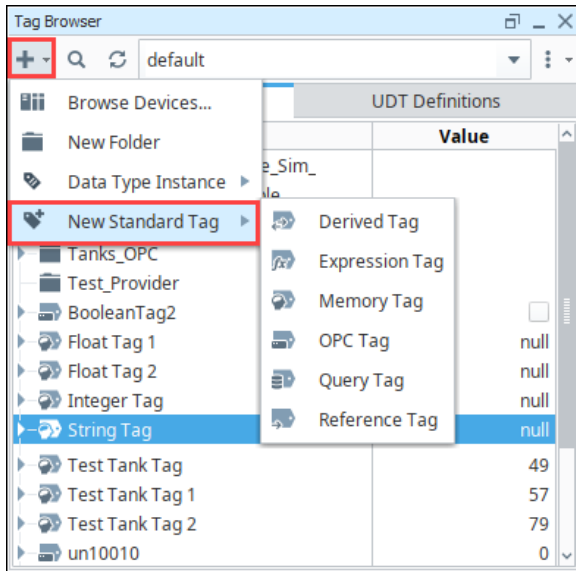 Tag Browser
default
Browse Devices...
New Folder
Data Type Instance
New Standard Tag
UDT Definitions
Value
e_Sim_
Derived Tag
Expression Tag
Memory Tag
OPC Tag
Query Tag
Reference Tag
Tanks_OPC
Test_Provider
BooleanTag2
Float Tag 1 null
Float Tag 2 null
Integer Tag null
String Tag null
Test Tank Tag 49
Test Tank Tag 1 57
Test Tank Tag 2 79
un10010 0